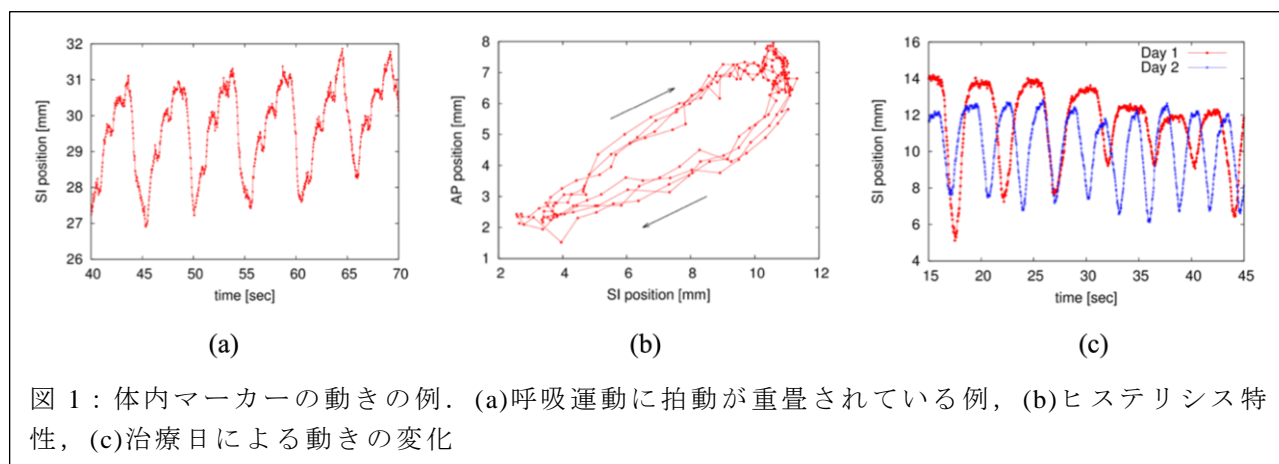 32
31
30
29
28
27
26
SI position [mm]
40 45 50 55 60 65 70
time [sec]
(a)
8
7
6
5
4
3
2
1
AP position [mm]
2 4 6 8 10 12
SI position [mm]
(b)
16
14
12
10
8
6
4
SI position [mm]
Day 1
Day 2
15 20 25 30 35 40 45
time [sec]
(c)
図 1：体内マーカーの動きの例．(a)呼吸運動に拍動が重畳されている例，(b)ヒステリシス特
性，(c)治療日による動きの変化